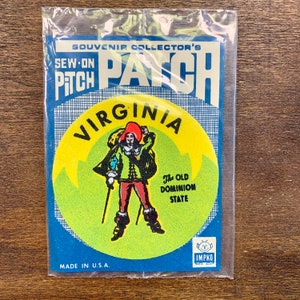 SOUVENIR COLLECTOR'S
SEW-ON
PITCH
PATCH
VIRGINIA
The OLD
DOMINION
STATE
MADE IN U.S.A.
IMPKO